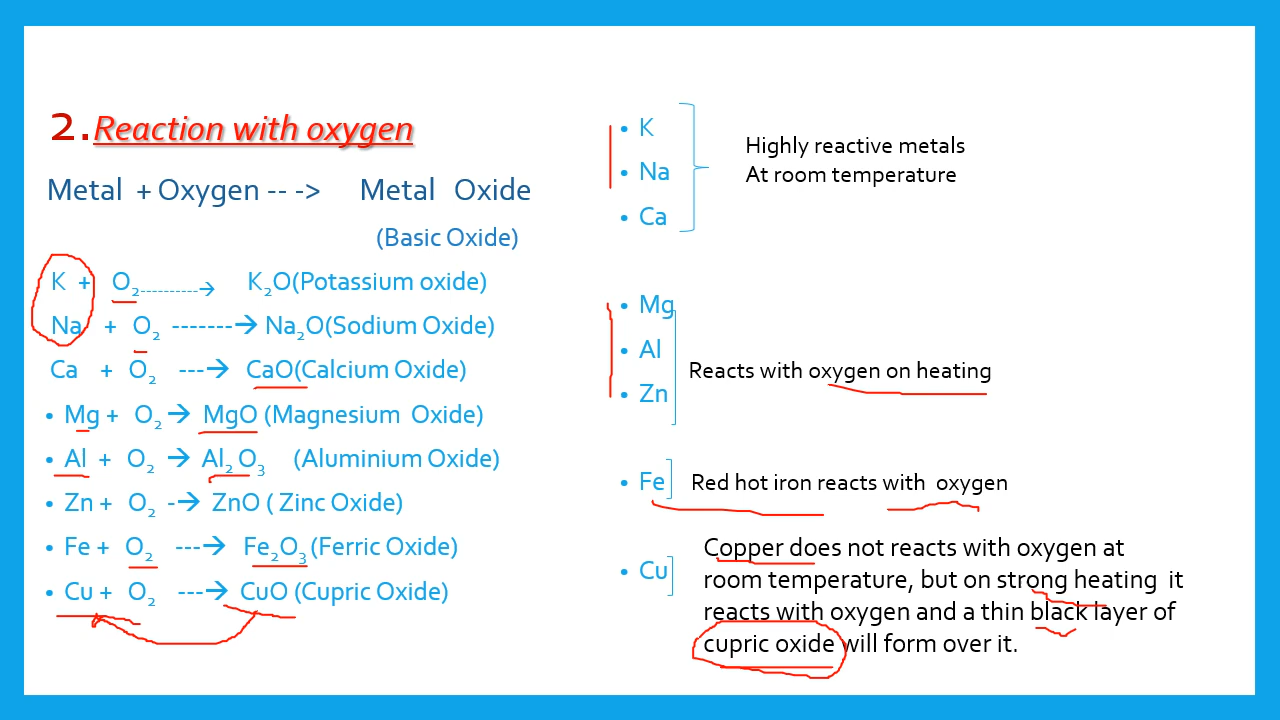 2. Reaction with oxygen
Metal + Oxygen -- -> Metal Oxide
(Basic Oxide)
K + O₂----------→ K₂O(Potassium oxide)
Na + O₂ -------→ Na₂O(Sodium Oxide)
Ca + O₂ ---→ CaO(Calcium Oxide)
• Mg + O₂ → MgO (Magnesium Oxide)
• Al + O₂ → Al₂O₃ (Aluminium Oxide)
• Zn + O₂ -→ ZnO ( Zinc Oxide)
• Fe + O₂ ---→ Fe₂O₃ (Ferric Oxide)
• Cu + O₂ ---→ CuO (Cupric Oxide)
• K
• Na
• Ca
Highly reactive metals
At room temperature
• Mg
• Al
• Zn
Reacts with oxygen on heating
• Fe
Red hot iron reacts with oxygen
• Cu
Copper does not reacts with oxygen at
room temperature, but on strong heating it
reacts with oxygen and a thin black layer of
cupric oxide will form over it.